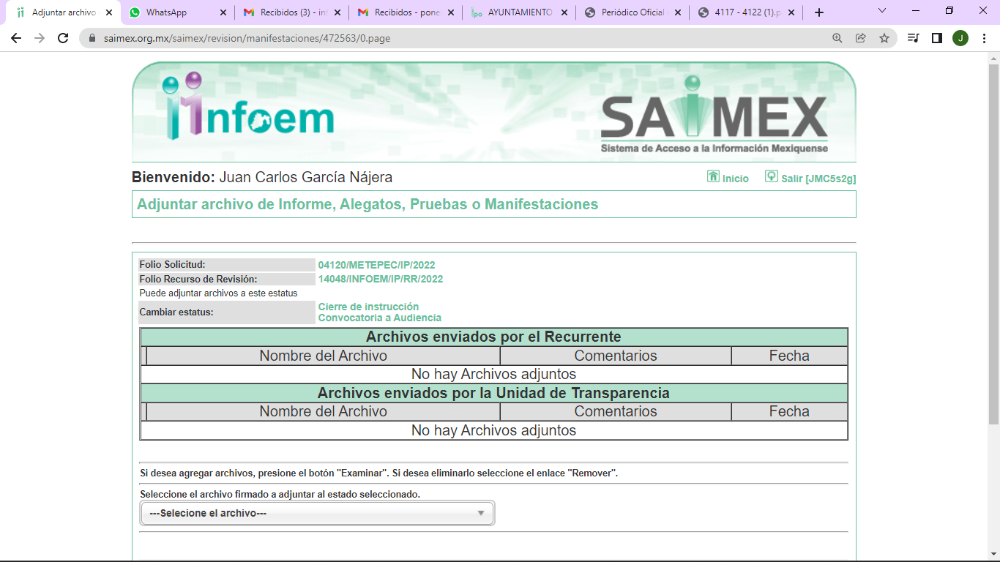 Adjuntar archivo
WhatsApp
Recibidos (3) - in
Recibidos - pone
AYUNTAMIENTO
Periódico Oficial
4117 - 4122 (1).p
saimex.org.mx/saimex/revision/manifestaciones/472563/0.page
J
infoem
SAIMEX
Sistema de Acceso a la Información Mexiquense
Bienvenido: Juan Carlos García Nájera
Inicio
Salir [JMC5s2g]
Adjuntar archivo de Informe, Alegatos, Pruebas o Manifestaciones
Folio Solicitud: 04120/METEPEC/IP/2022
Folio Recurso de Revisión: 14048/INFOEM/IP/RR/2022
Puede adjuntar archivos a este estatus
Cambiar estatus: Cierre de instrucción
Convocatoria a Audiencia
Archivos enviados por el Recurrente
Nombre del Archivo Comentarios Fecha
No hay Archivos adjuntos
Archivos enviados por la Unidad de Transparencia
Nombre del Archivo Comentarios Fecha
No hay Archivos adjuntos
Si desea agregar archivos, presione el botón "Examinar". Si desea eliminarlo seleccione el enlace "Remover".
Seleccione el archivo firmado a adjuntar al estado seleccionado.
---Selecione el archivo---